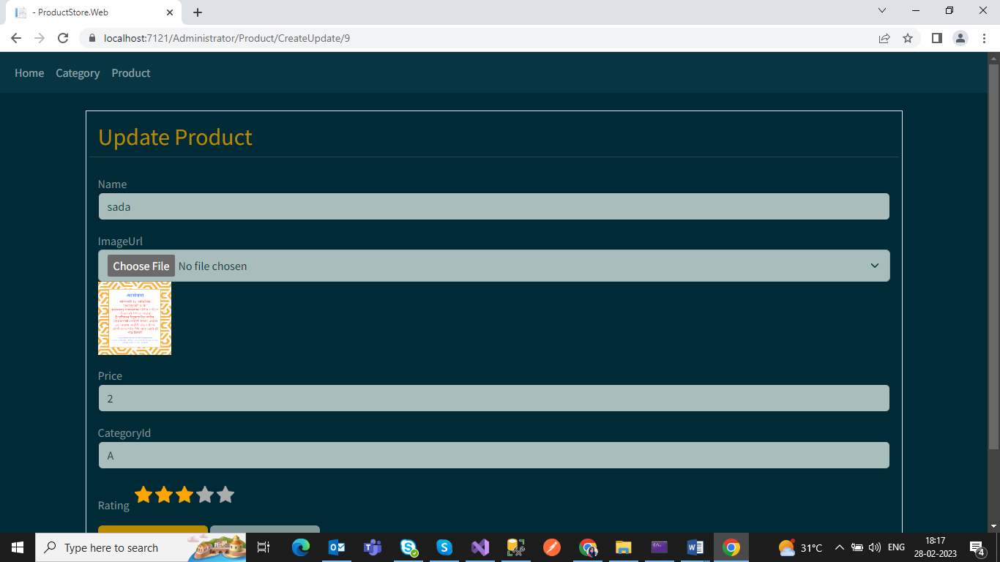 - ProductStore.Web
localhost:7121/Administrator/Product/CreateUpdate/9
Home Category Product
Update Product
Name
sada
ImageUrl
Choose File No file chosen
Price
2
CategoryId
A
Rating
Type here to search
31°C
ENG
18:17
28-02-2023
4